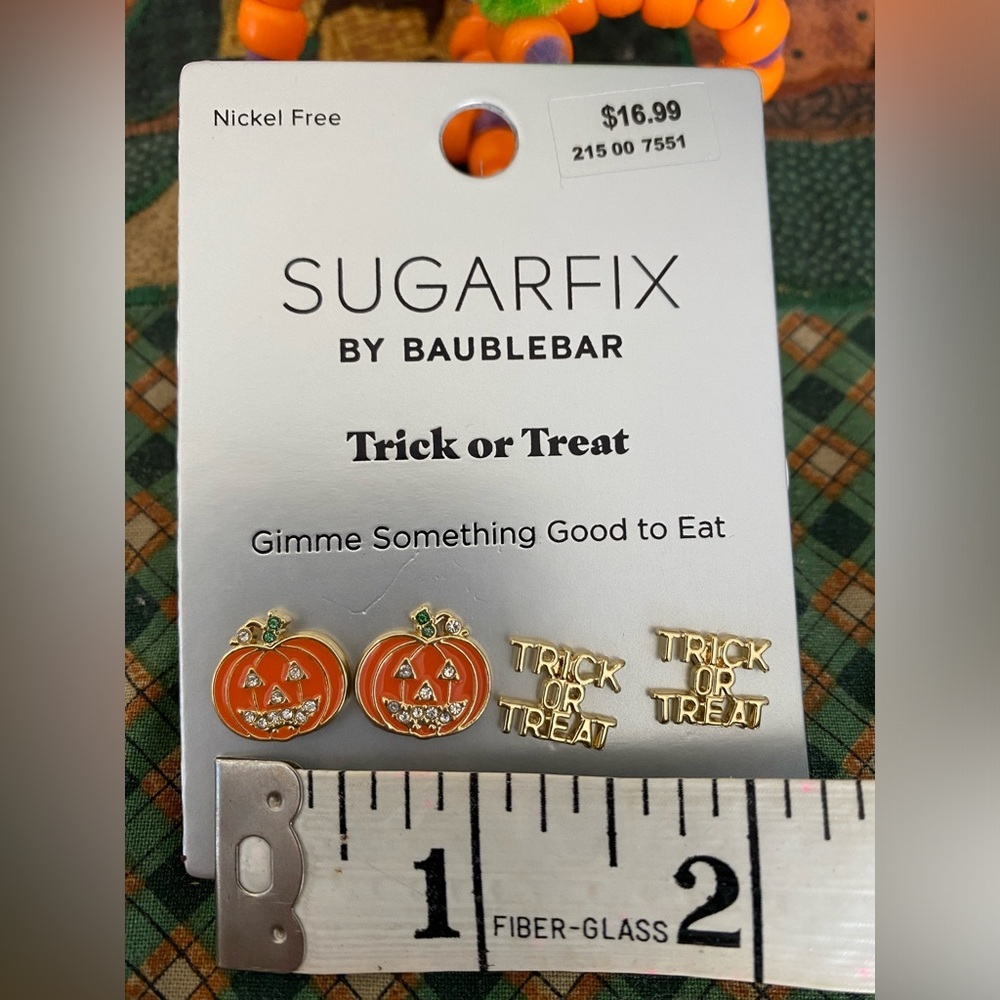 Nickel Free
$16.99
215 00 7551
SUGARFIX
BY BAUBLEBAR
Trick or Treat
Gimme Something Good to Eat
TRICK
OR
TREAT
TRICK
OR
TREAT
1
FIBER-GLASS
2